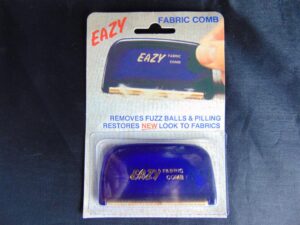 EAZY
FABRIC COMB
EAZY FABRIC
COMB
REMOVES FUZZ BALLS & PILLING
RESTORES NEW LOOK TO FABRICS
EAZY FABRIC
COMB